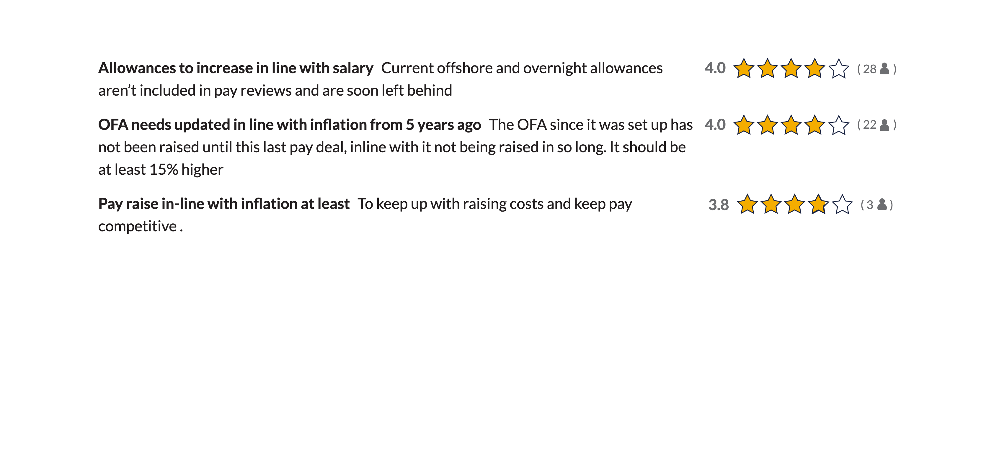 Allowances to increase in line with salary Current offshore and overnight allowances 4.0 (28)
aren’t included in pay reviews and are soon left behind
OFA needs updated in line with inflation from 5 years ago The OFA since it was set up has 4.0 (22)
not been raised until this last pay deal, inline with it not being raised in so long. It should be
at least 15% higher
Pay raise in-line with inflation at least To keep up with raising costs and keep pay 3.8 (3)
competitive .